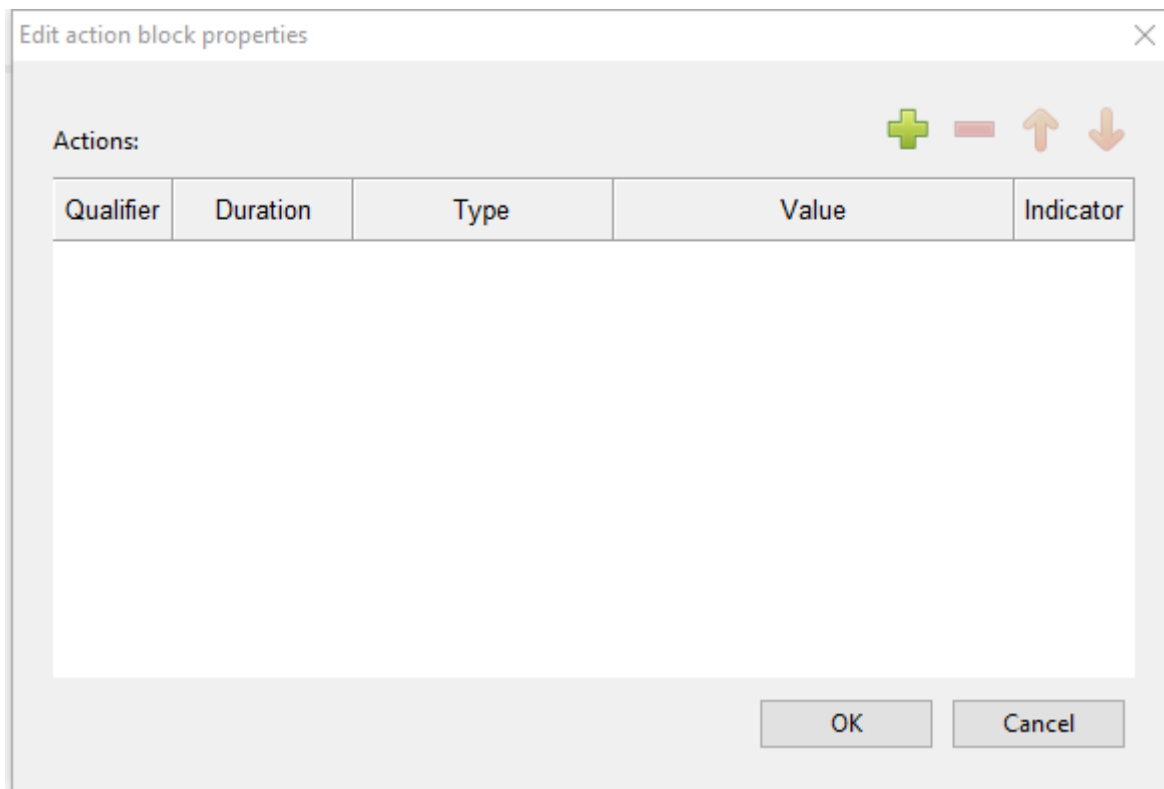 Edit action block properties
Actions:
Qualifier Duration Type Value Indicator
OK Cancel